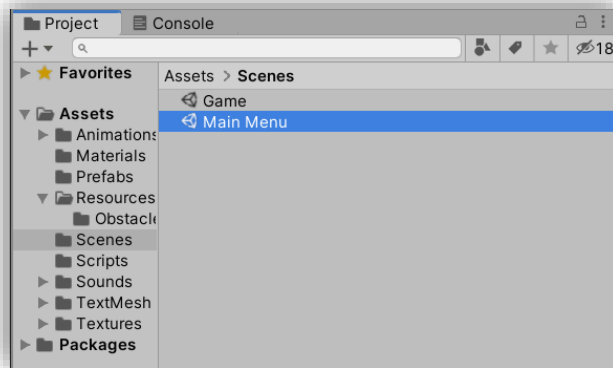 Project Console
18
Favorites
Assets > Scenes
Game
Main Menu
Assets
Animations
Materials
Prefabs
Resources
Obstacle
Scenes
Scripts
Sounds
TextMesh
Textures
Packages